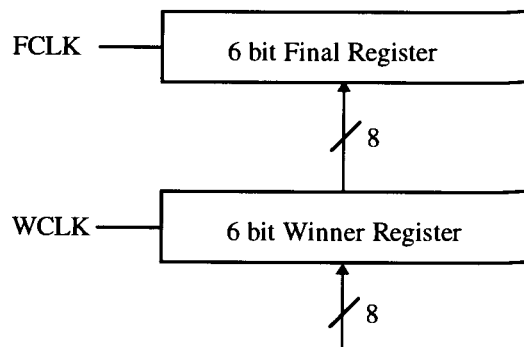 FCLK
6 bit Final Register
8
WCLK
6 bit Winner Register
8